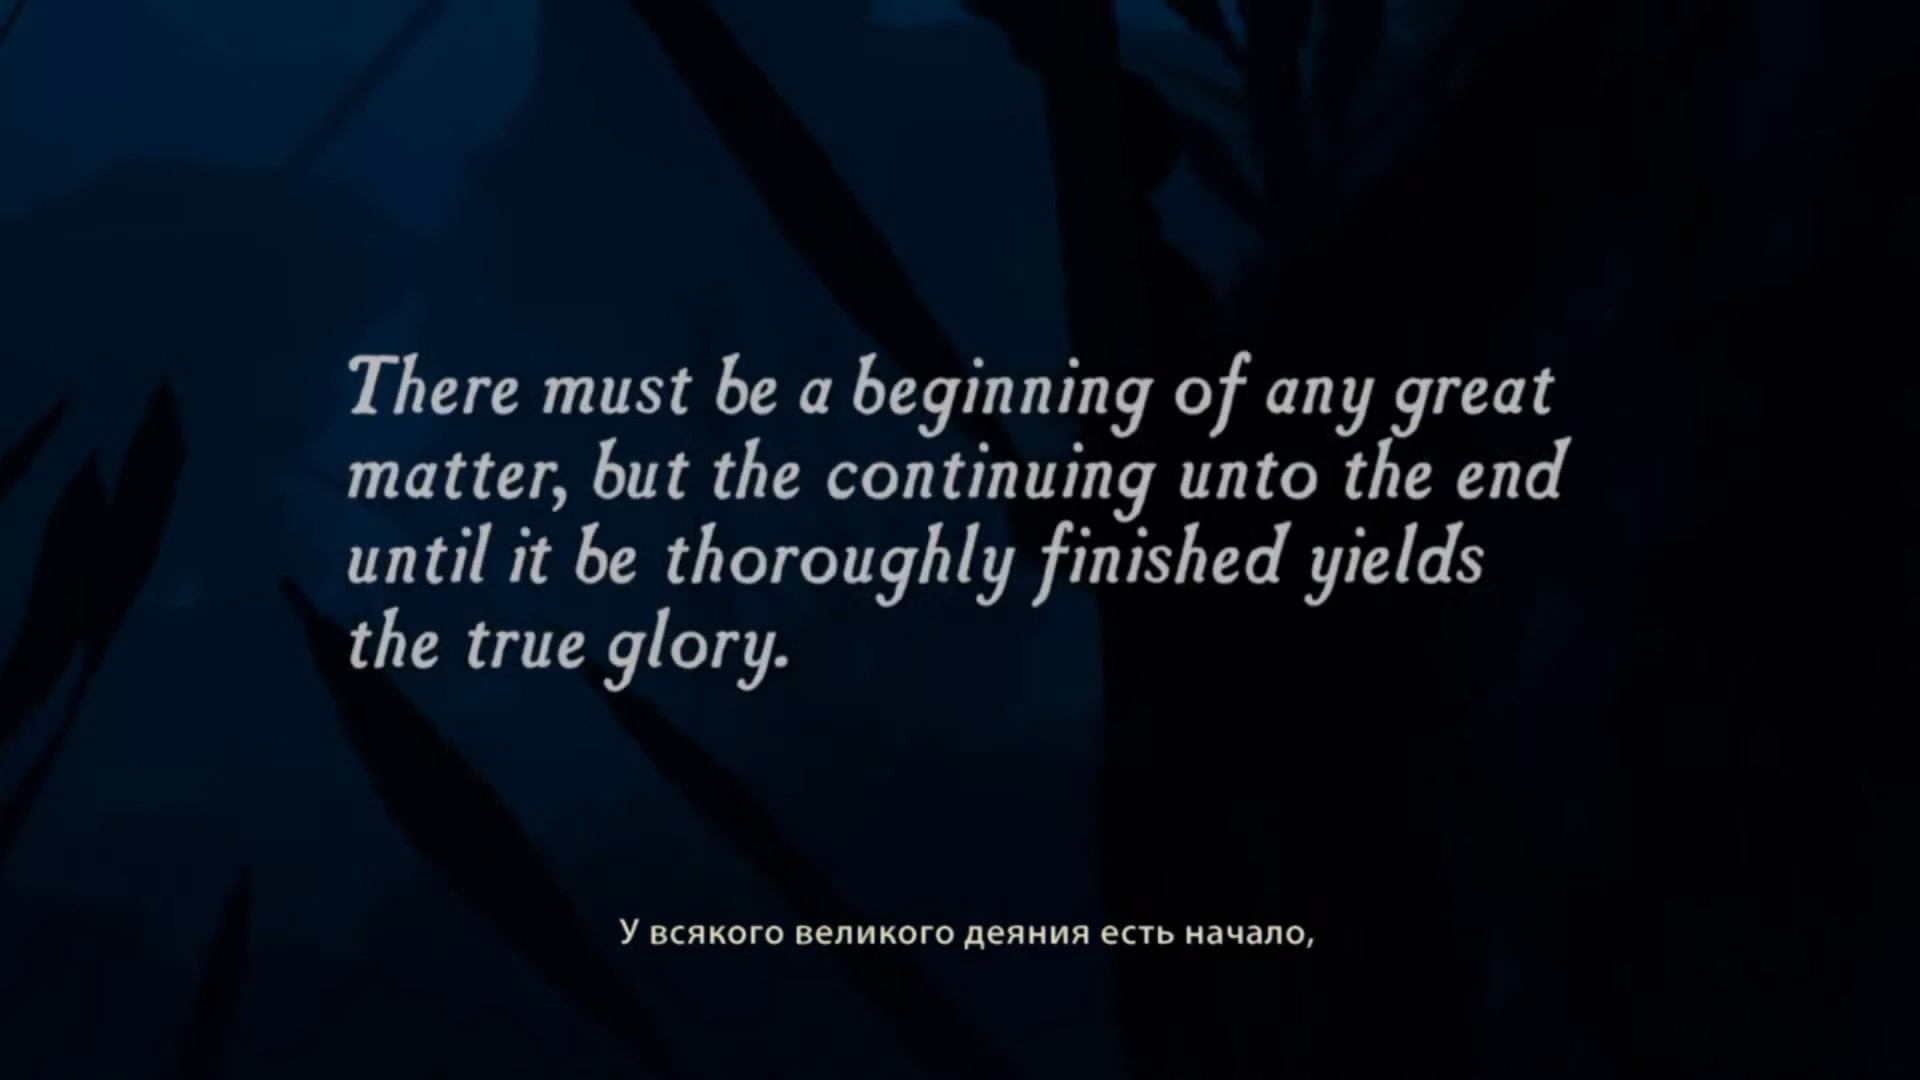 There must be a beginning of any great
matter, but the continuing unto the end
until it be thoroughly finished yields
the true glory.
У всякого великого деяния есть начало,